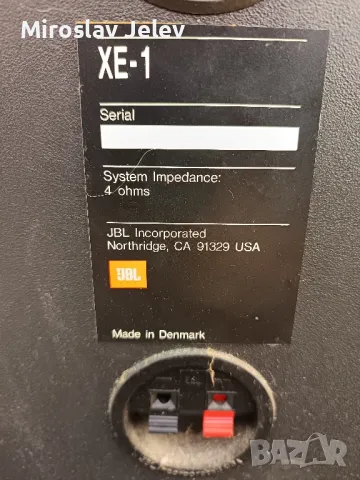 Miroslav Jelev
XE-1
Serial
System Impedance:
4 ohms
JBL Incorporated
Northridge, CA 91329 USA
JBL
Made in Denmark
BAZAR